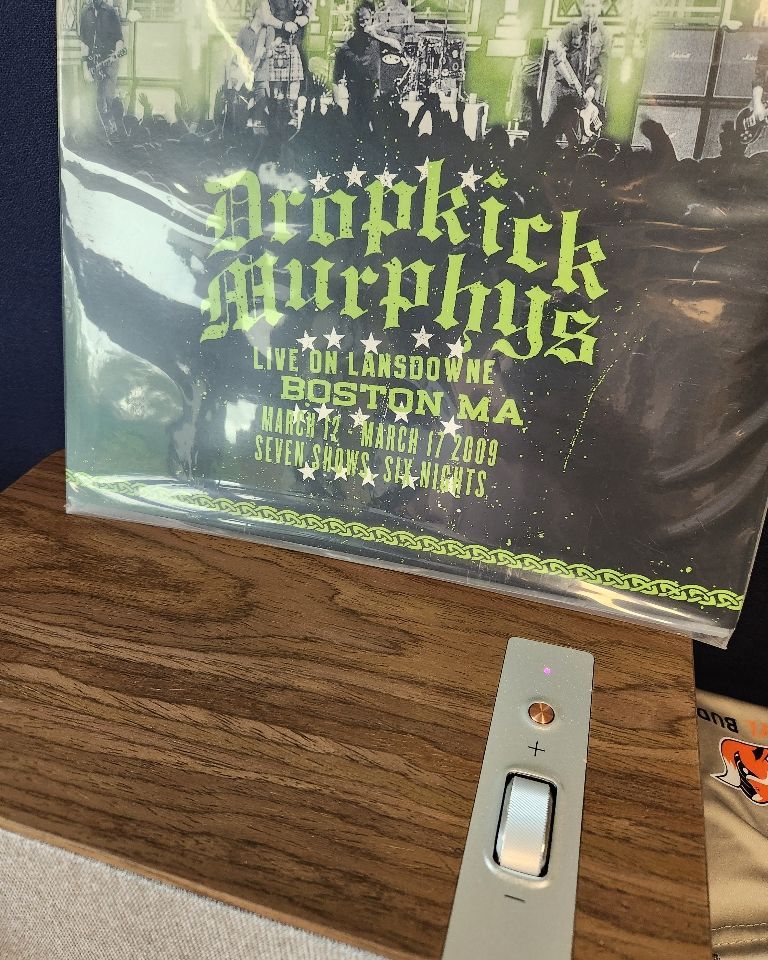 Dropkick
Murphys
LIVE ON LANSDOWNE
BOSTON MA
MARCH 12 - MARCH 17 2009
SEVEN SHOWS, SIX NIGHTS
+
−